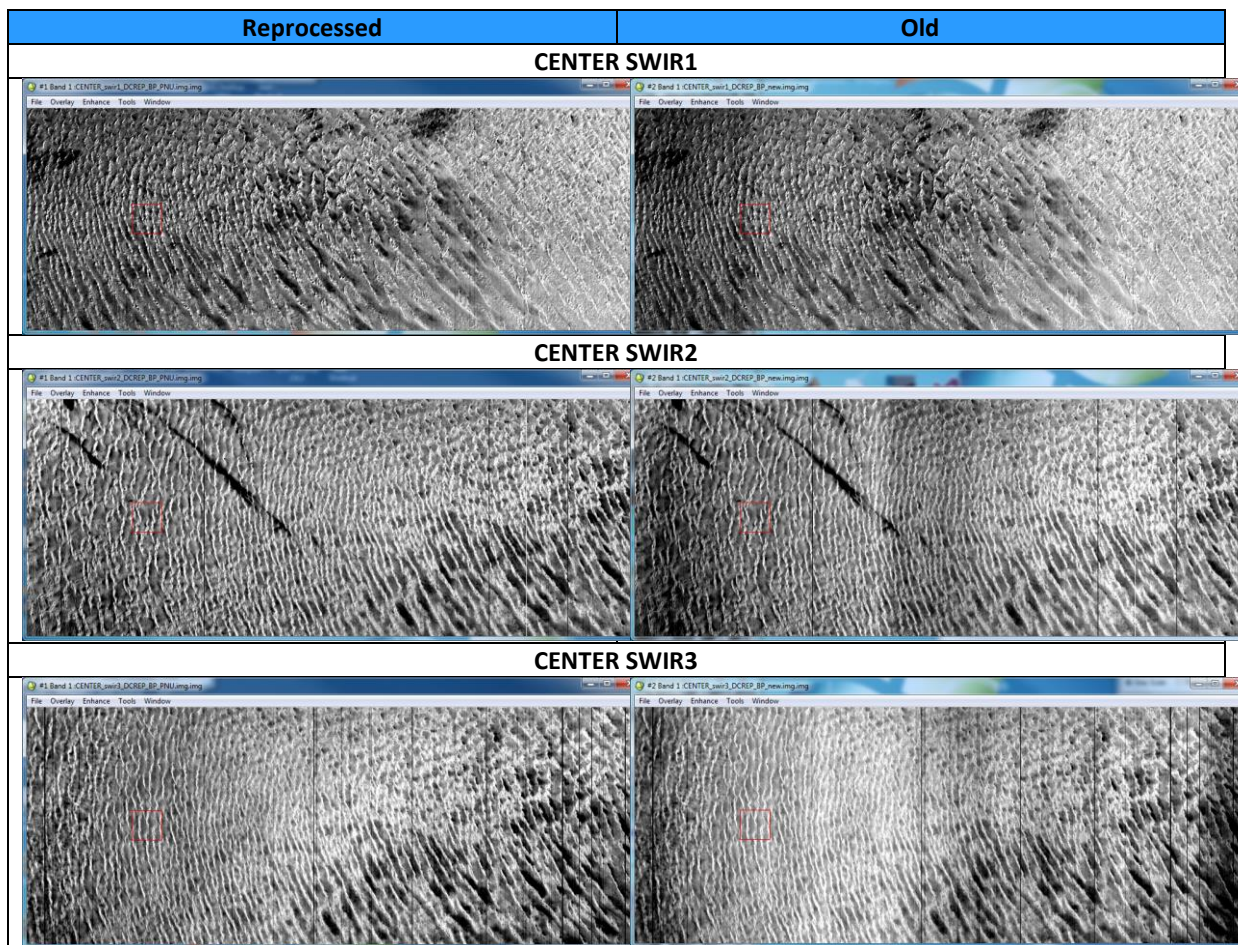 Reprocessed Old
CENTER SWIR1
#1 Band 1 :CENTER_swir1_DCREP_BP_PNU.img.img
File Overlay Enhance Tools Window
#2 Band 1 :CENTER_swir1_DCREP_BP_new.img.img
File Overlay Enhance Tools Window
CENTER SWIR2
#1 Band 1 :CENTER_swir2_DCREP_BP_PNU.img.img
File Overlay Enhance Tools Window
#2 Band 1 :CENTER_swir2_DCREP_BP_new.img.img
File Overlay Enhance Tools Window
CENTER SWIR3
#1 Band 1 :CENTER_swir3_DCREP_BP_PNU.img.img
File Overlay Enhance Tools Window
#2 Band 1 :CENTER_swir3_DCREP_BP_new.img.img
File Overlay Enhance Tools Window